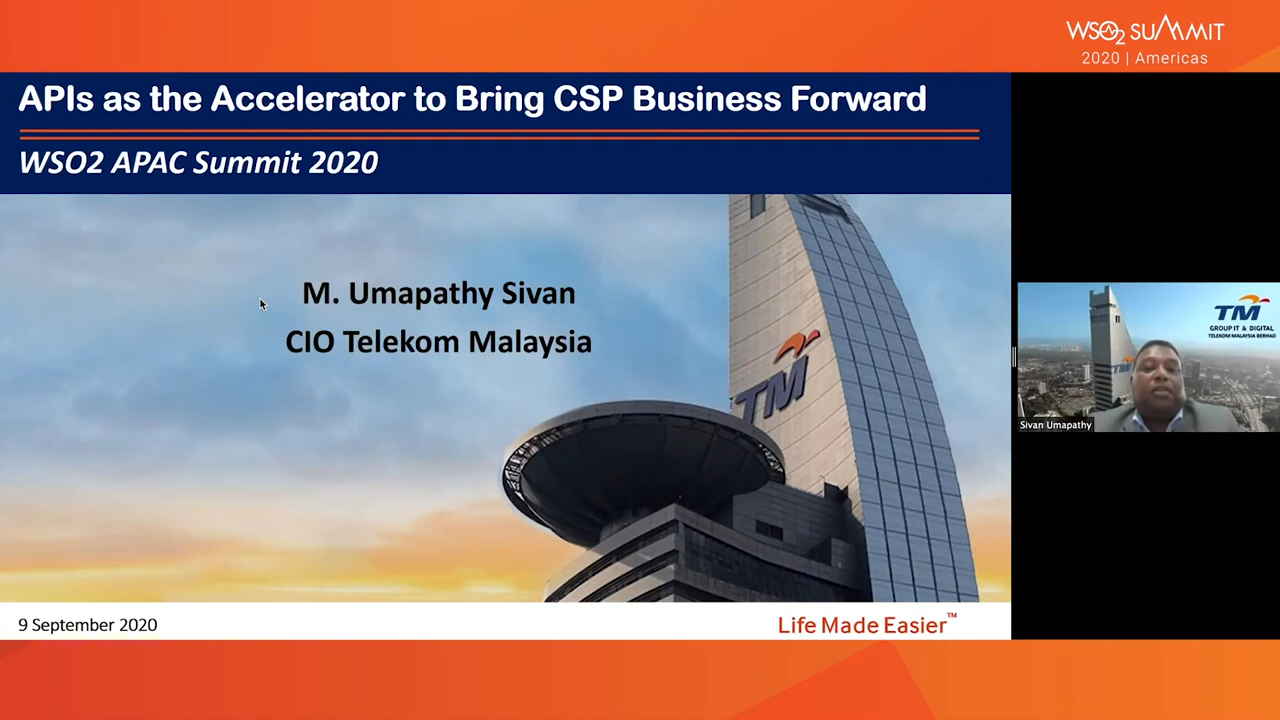 WSO2 SUMMIT
2020 | Americas
APIs as the Accelerator to Bring CSP Business Forward
WSO2 APAC Summit 2020
M. Umapathy Sivan
CIO Telekom Malaysia
TM
TM
GROUP IT & DIGITAL
TELEKOM MALAYSIA BERHAD
TM
Sivan Umapathy
9 September 2020
Life Made Easier™